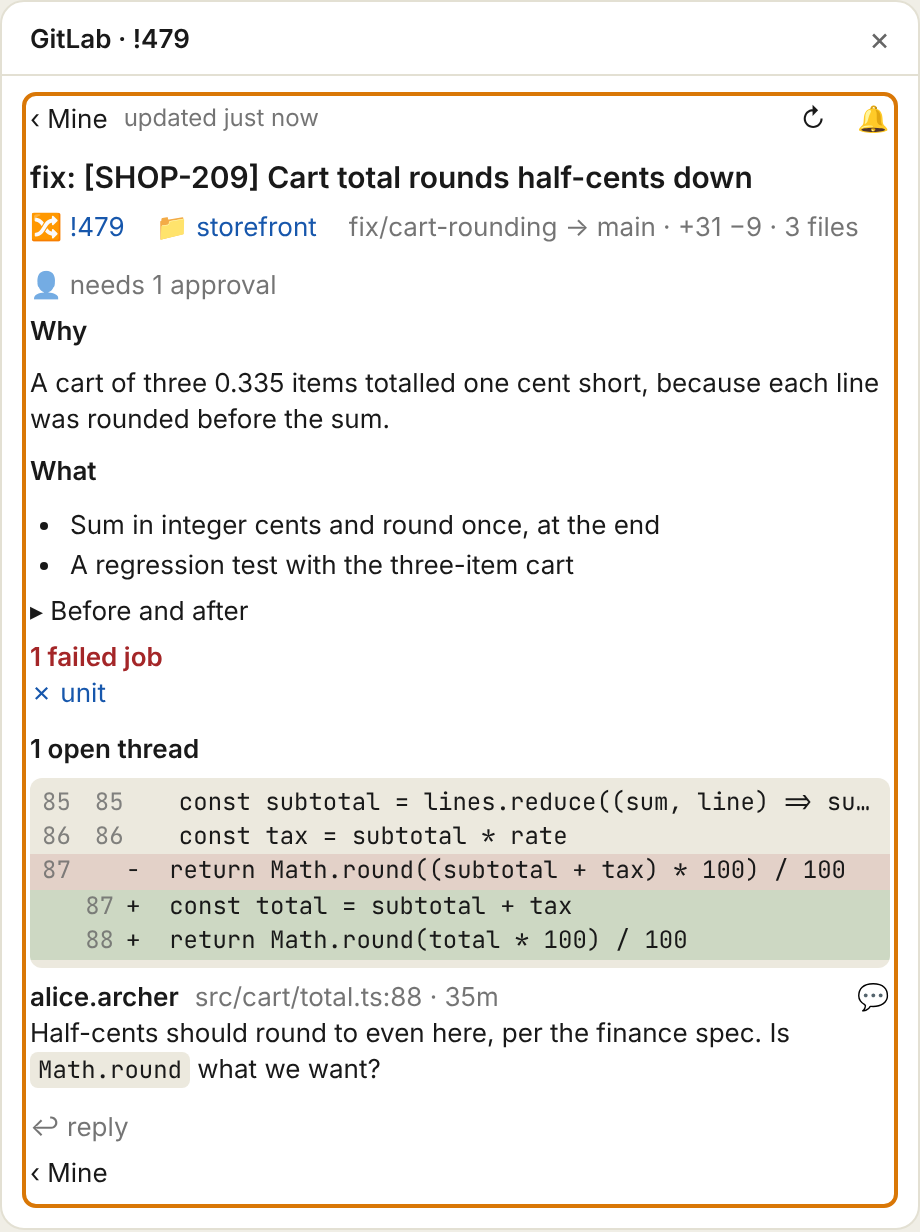 GitLab · !479 ×
‹ Mine updated just now
fix: [SHOP-209] Cart total rounds half-cents down
!479 storefront fix/cart-rounding → main · +31 −9 · 3 files
needs 1 approval
Why
A cart of three 0.335 items totalled one cent short, because each line
was rounded before the sum.
What
• Sum in integer cents and round once, at the end
• A regression test with the three-item cart
▸ Before and after
1 failed job
× unit
1 open thread
85 85 const subtotal = lines.reduce((sum, line) => su…
86 86 const tax = subtotal * rate
87 - return Math.round((subtotal + tax) * 100) / 100
87 + const total = subtotal + tax
88 + return Math.round(total * 100) / 100
alice.archer src/cart/total.ts:88 · 35m
Half-cents should round to even here, per the finance spec. Is
Math.round what we want?
↩ reply
‹ Mine